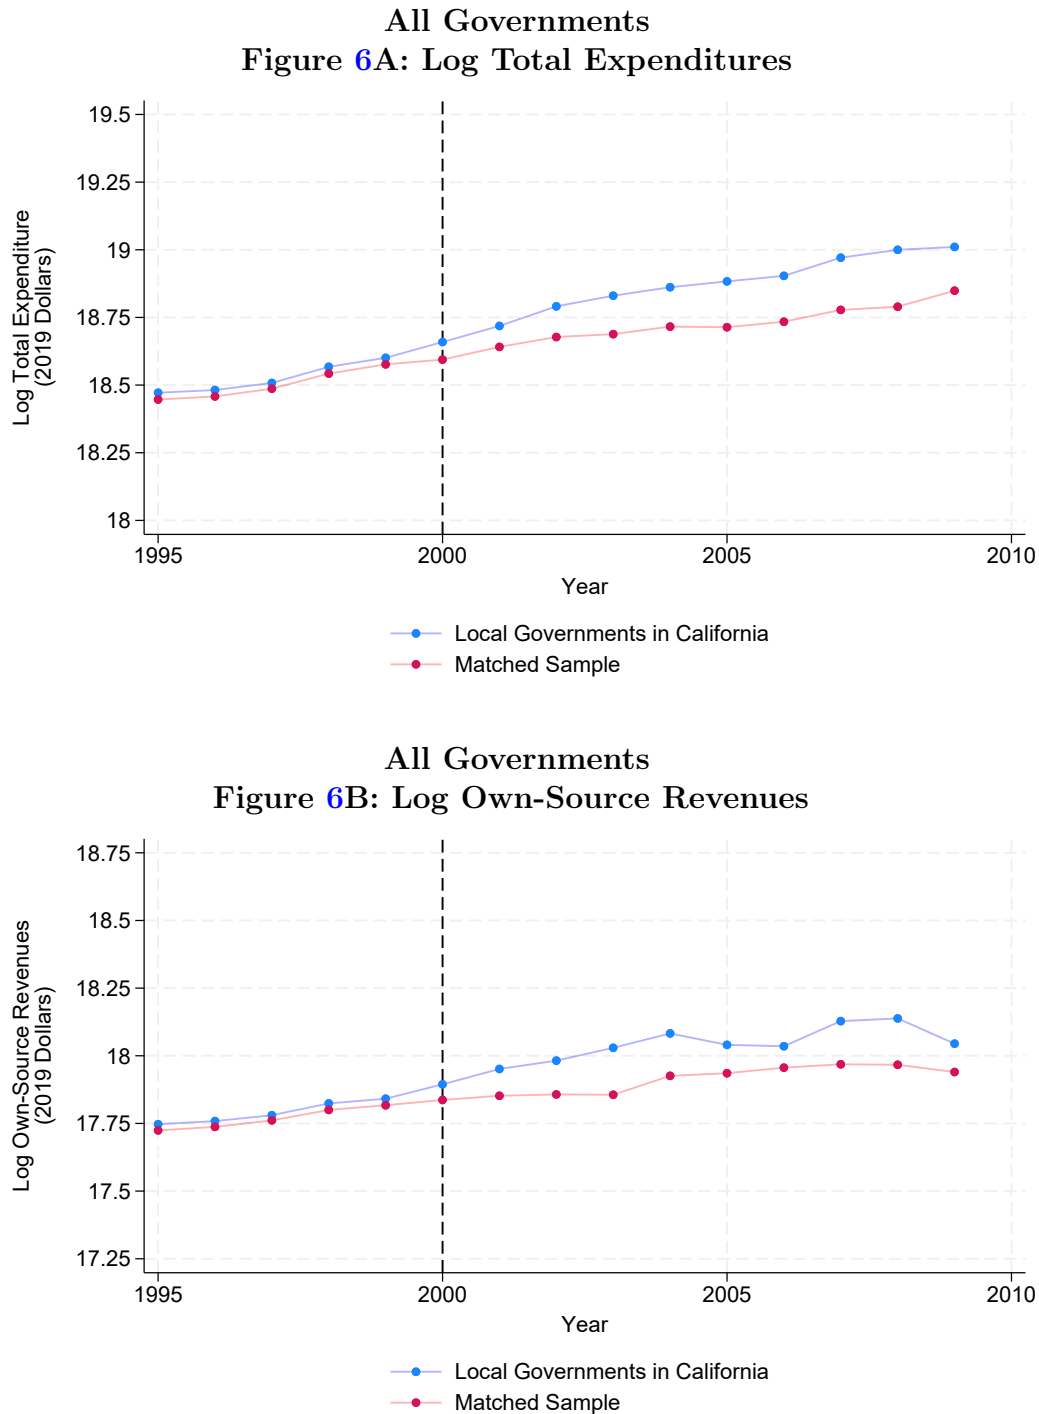 All Governments
Figure 6A: Log Total Expenditures
19.5
19.25
19
18.75
18.5
18.25
18
Log Total Expenditure
(2019 Dollars)
1995 2000 2005 2010
Year
Local Governments in California
Matched Sample
All Governments
Figure 6B: Log Own-Source Revenues
18.75
18.5
18.25
18
17.75
17.5
17.25
Log Own-Source Revenues
(2019 Dollars)
1995 2000 2005 2010
Year
Local Governments in California
Matched Sample